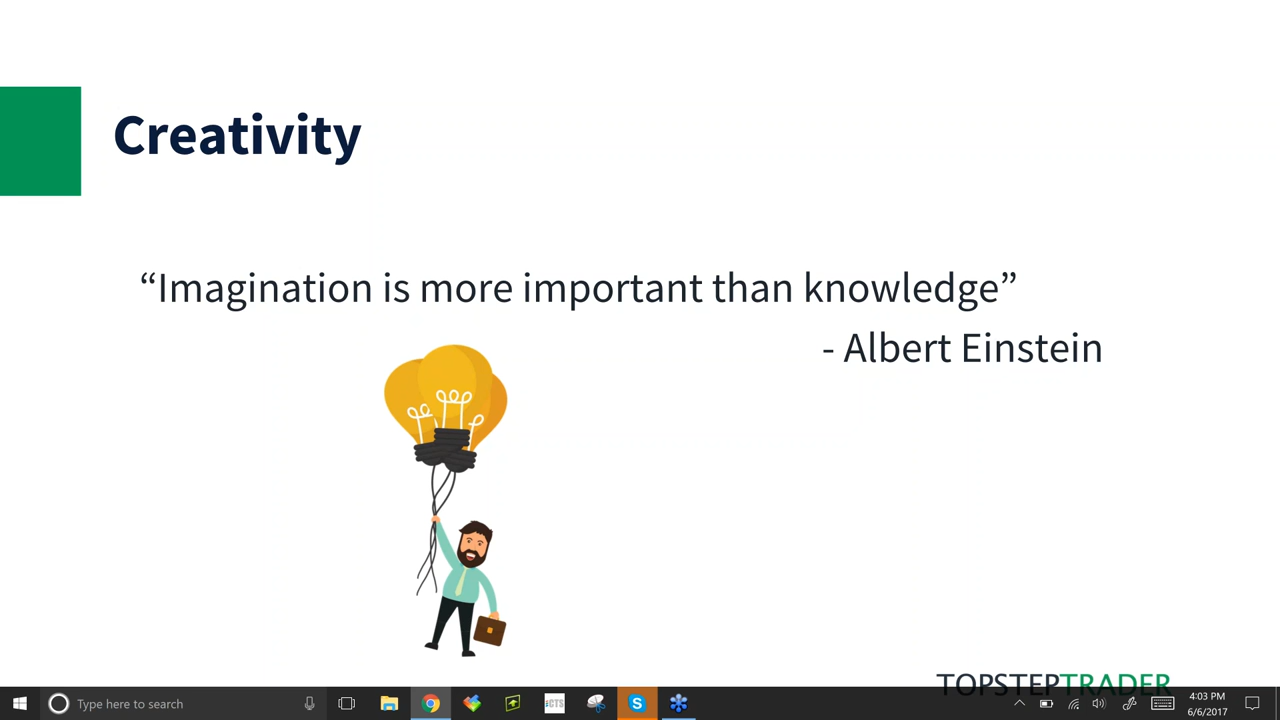 Creativity
“Imagination is more important than knowledge”
- Albert Einstein
TOPSTEPTRADER
Type here to search
#CTS
4:03 PM
6/6/2017